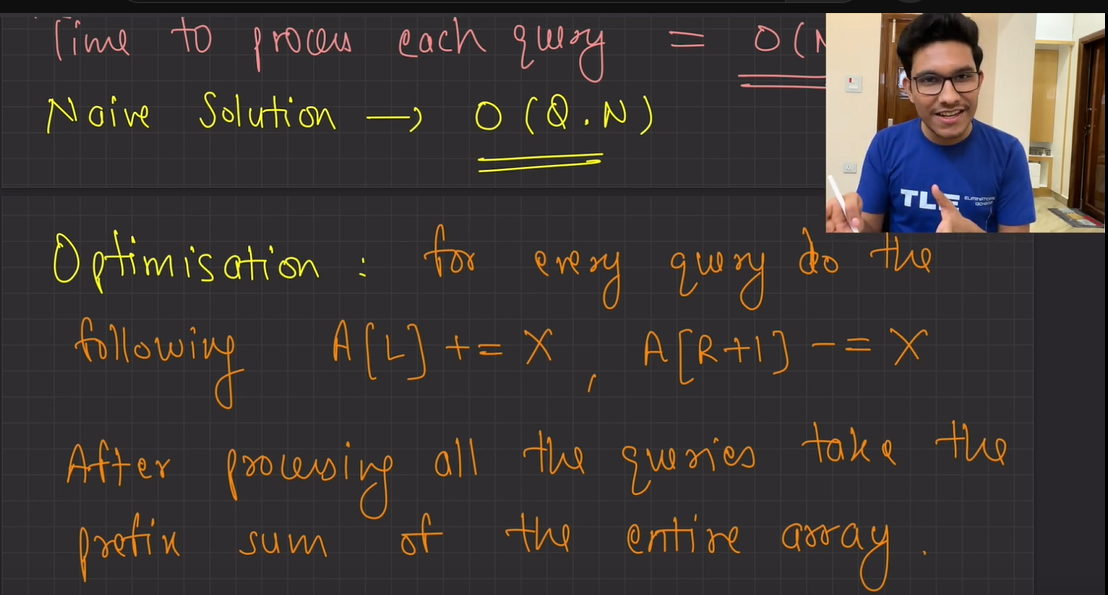 Time to process each query = O(N
Naive Solution → O(Q.N)
TLE ELIMINATORS
Optimisation : for every query do the
following A[L] += X , A[R+1] -= X
After processing all the queries take the
prefix sum of the entire array.